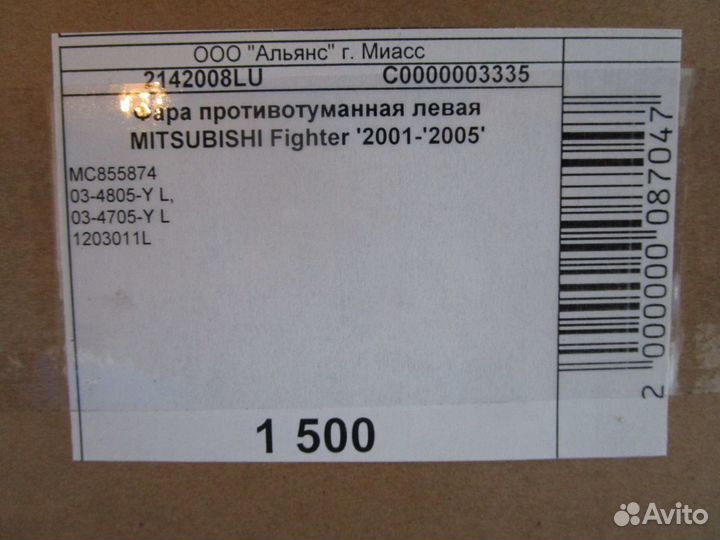 ООО "Альянс" г. Миасс
2142008LU C0000003335
Фара противотуманная левая
MITSUBISHI Fighter '2001-'2005'
MC855874
03-4805-Y L,
03-4705-Y L
1203011L
1 500
2 000000 087047
Avito